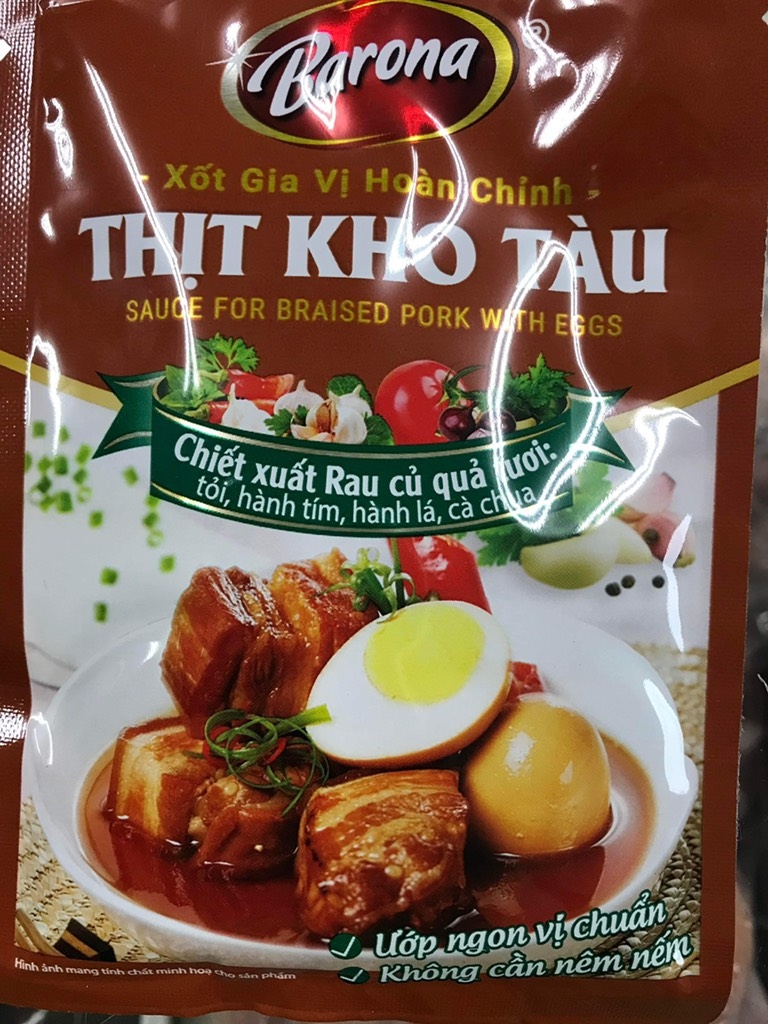 Barona
®
- Xốt Gia Vị Hoàn Chỉnh -
THỊT KHO TÀU
SAUCE FOR BRAISED PORK WITH EGGS
Chiết xuất Rau củ quả tươi:
tỏi, hành tím, hành lá, cà chua
Ướp ngon vị chuẩn
Không cần nêm nếm
Hình ảnh mang tính chất minh hoạ cho sản phẩm